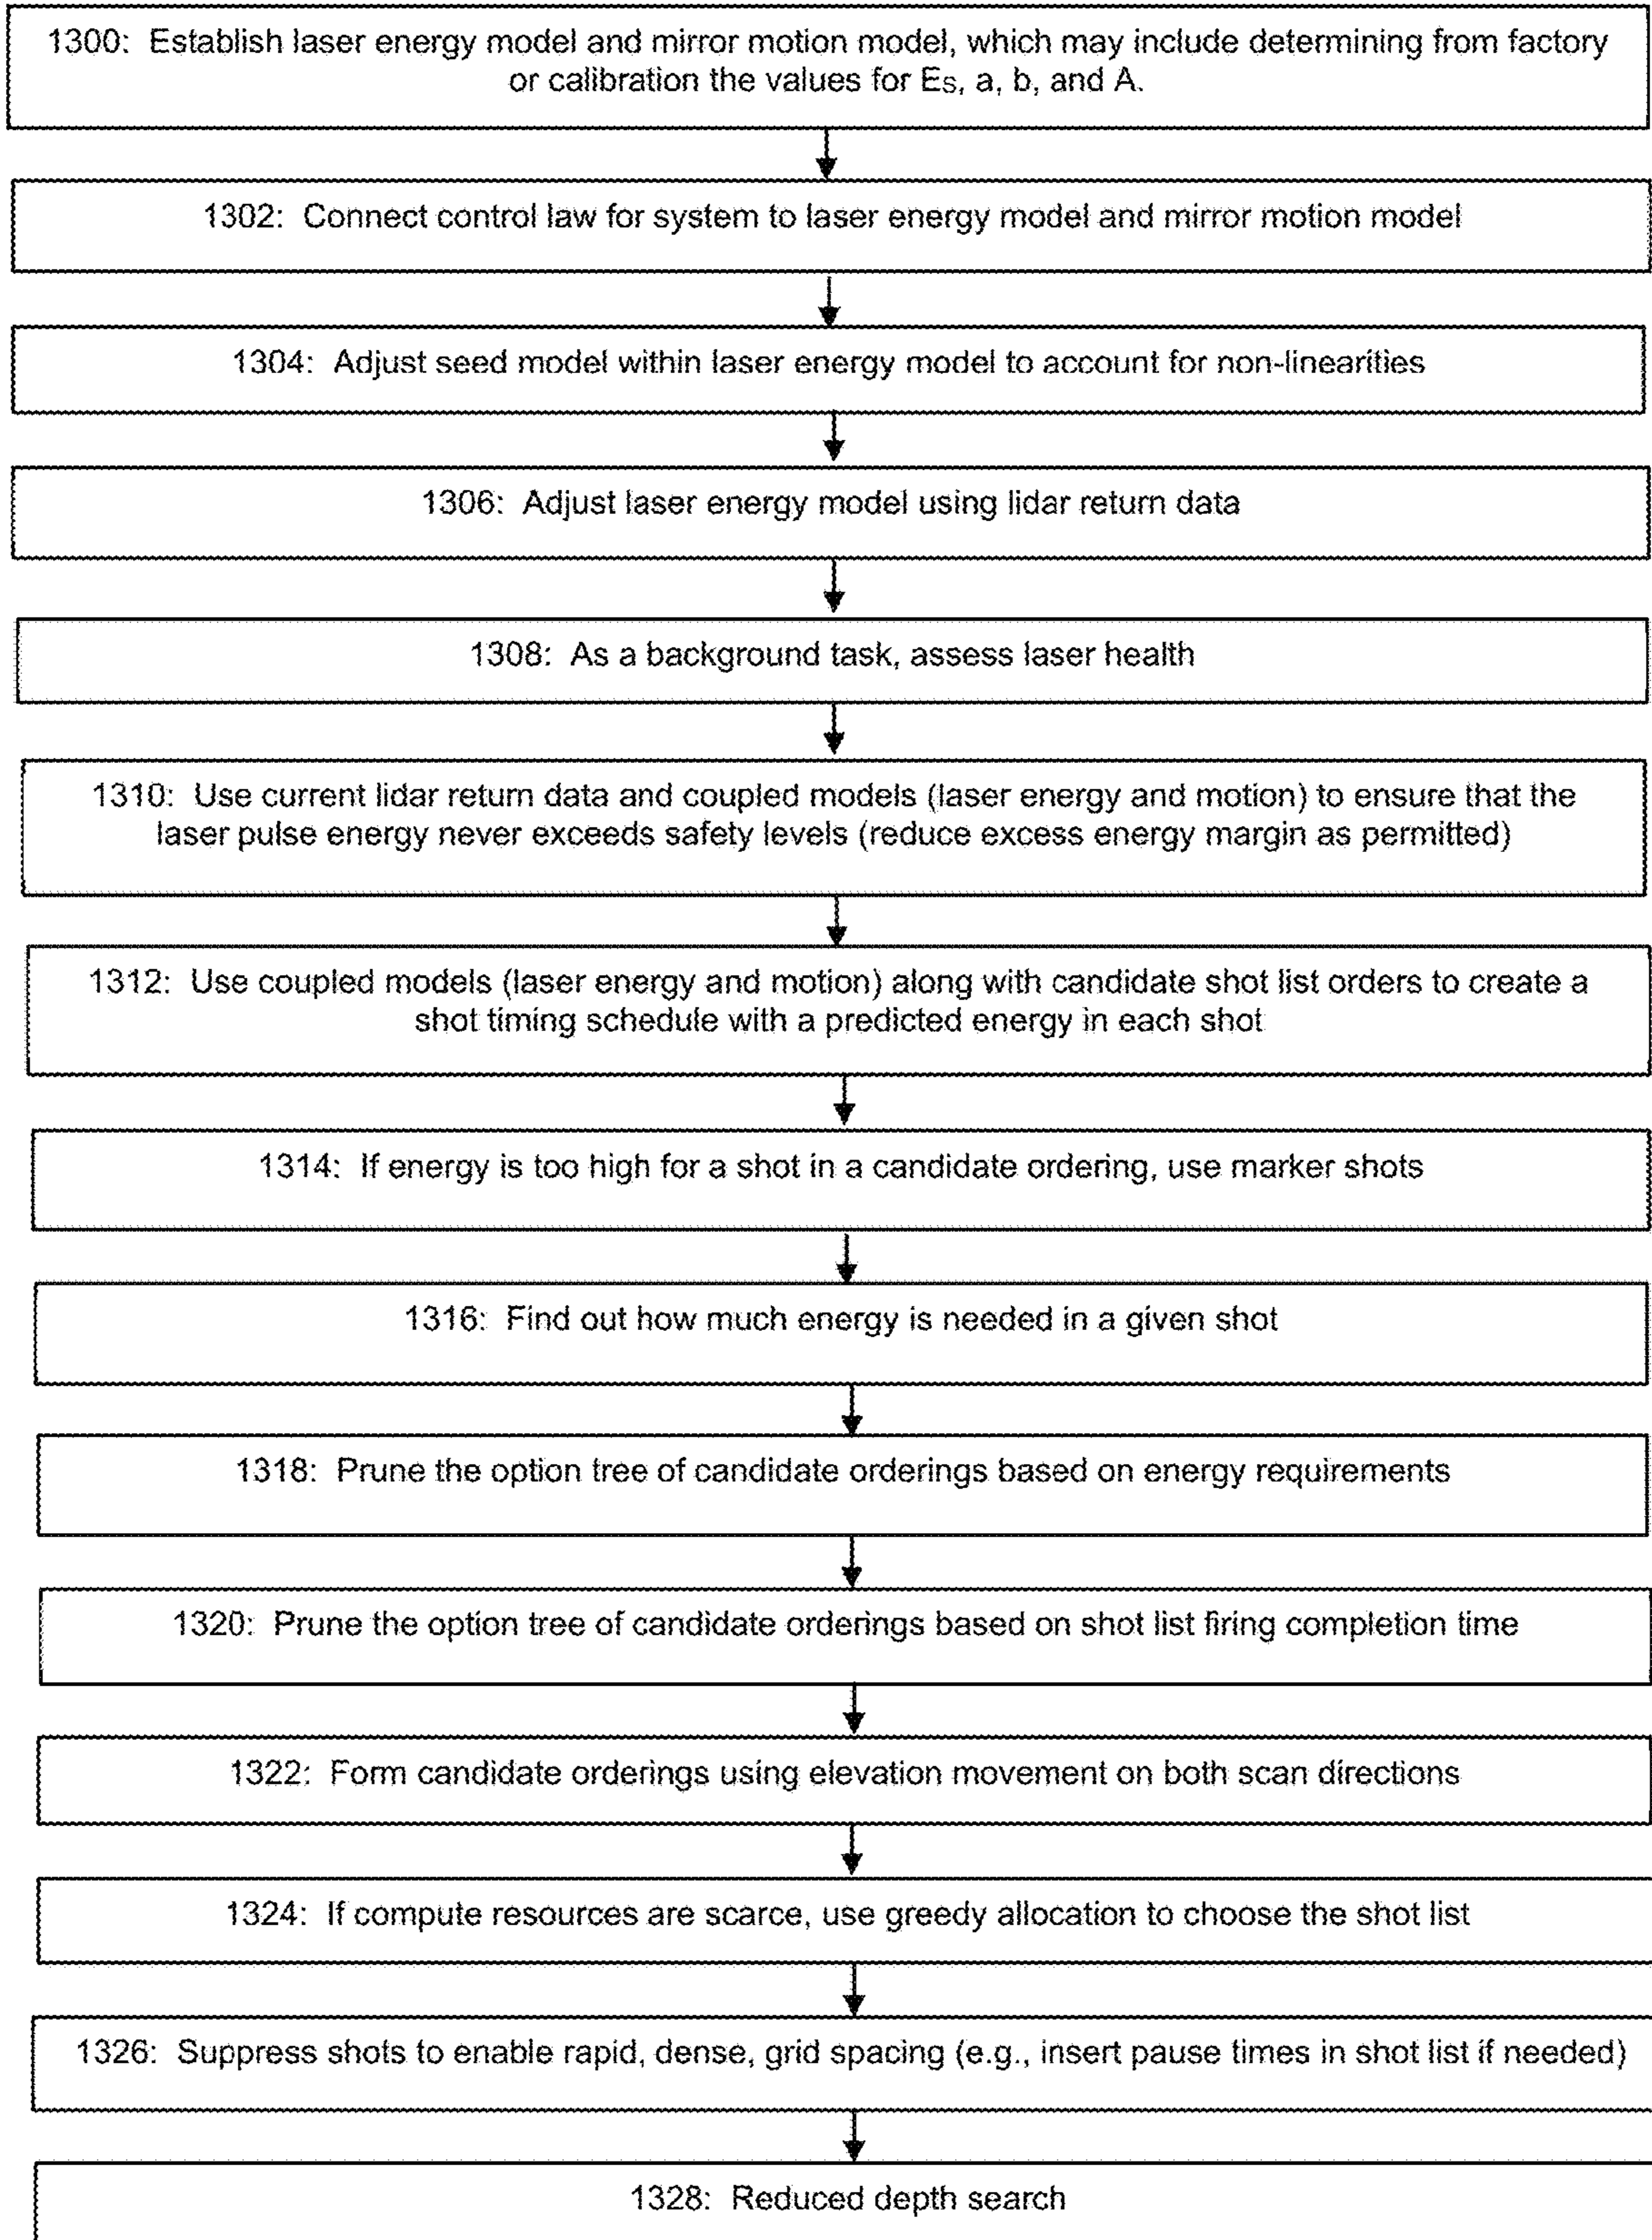 1300: Establish laser energy model and mirror motion model, which may include determining from factory
or calibration the values for Es, a, b, and A.
1302: Connect control law for system to laser energy model and mirror motion model
1304: Adjust seed model within laser energy model to account for non-linearities
1306: Adjust laser energy model using lidar return data
1308: As a background task, assess laser health
1310: Use current lidar return data and coupled models (laser energy and motion) to ensure that the
laser pulse energy never exceeds safety levels (reduce excess energy margin as permitted)
1312: Use coupled models (laser energy and motion) along with candidate shot list orders to create a
shot timing schedule with a predicted energy in each shot
1314: If energy is too high for a shot in a candidate ordering, use marker shots
1316: Find out how much energy is needed in a given shot
1318: Prune the option tree of candidate orderings based on energy requirements
1320: Prune the option tree of candidate orderings based on shot list firing completion time
1322: Form candidate orderings using elevation movement on both scan directions
1324: If compute resources are scarce, use greedy allocation to choose the shot list
1326: Suppress shots to enable rapid, dense, grid spacing (e.g., insert pause times in shot list if needed)
1328: Reduced depth search